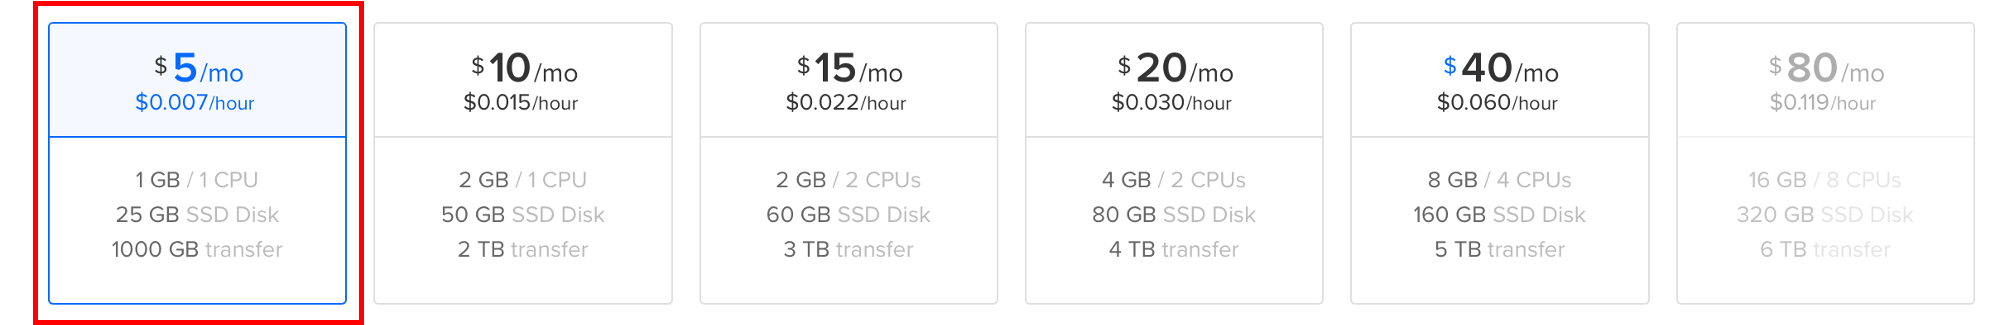 $5/mo
$0.007/hour
1 GB / 1 CPU
25 GB SSD Disk
1000 GB transfer
$10/mo
$0.015/hour
2 GB / 1 CPU
50 GB SSD Disk
2 TB transfer
$15/mo
$0.022/hour
2 GB / 2 CPUs
60 GB SSD Disk
3 TB transfer
$20/mo
$0.030/hour
4 GB / 2 CPUs
80 GB SSD Disk
4 TB transfer
$40/mo
$0.060/hour
8 GB / 4 CPUs
160 GB SSD Disk
5 TB transfer
$80/mo
$0.119/hour
16 GB / 8 CPUs
320 GB SSD Disk
6 TB transfer